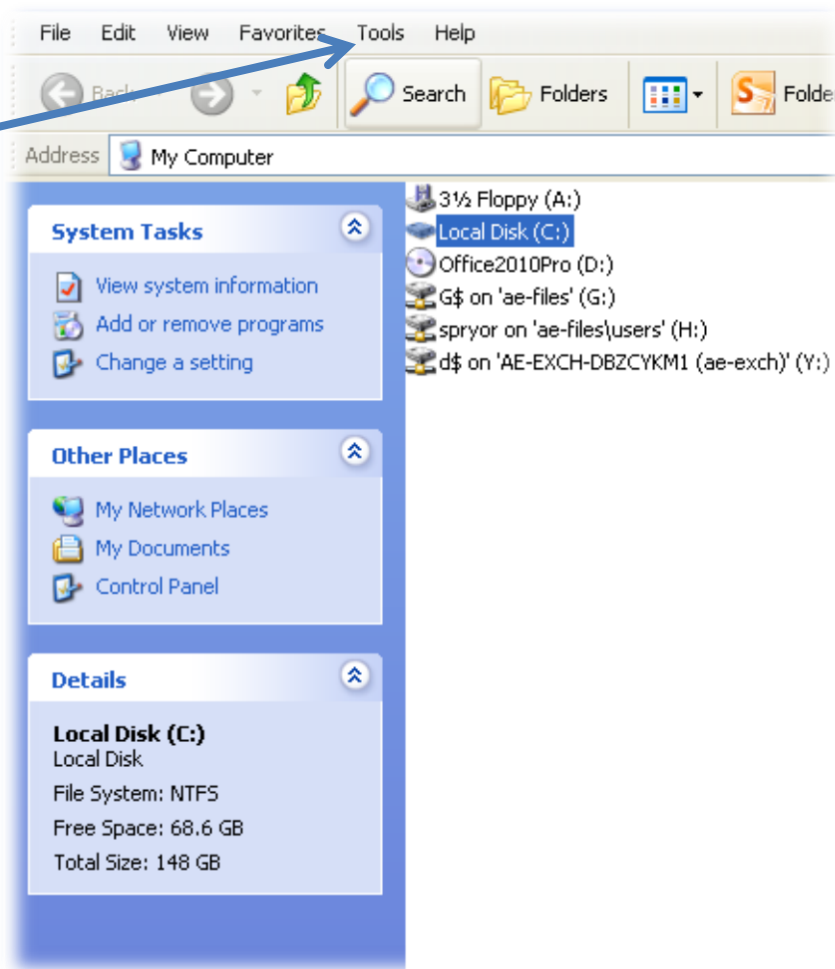 File Edit View Favorites Tools Help
Back Search Folders Folde
Address My Computer
System Tasks
View system information
Add or remove programs
Change a setting
Other Places
My Network Places
My Documents
Control Panel
Details
Local Disk (C:)
Local Disk
File System: NTFS
Free Space: 68.6 GB
Total Size: 148 GB
3½ Floppy (A:)
Local Disk (C:)
Office2010Pro (D:)
G$ on 'ae-files' (G:)
spryor on 'ae-files\users' (H:)
d$ on 'AE-EXCH-DBZCYKM1 (ae-exch)' (Y:)